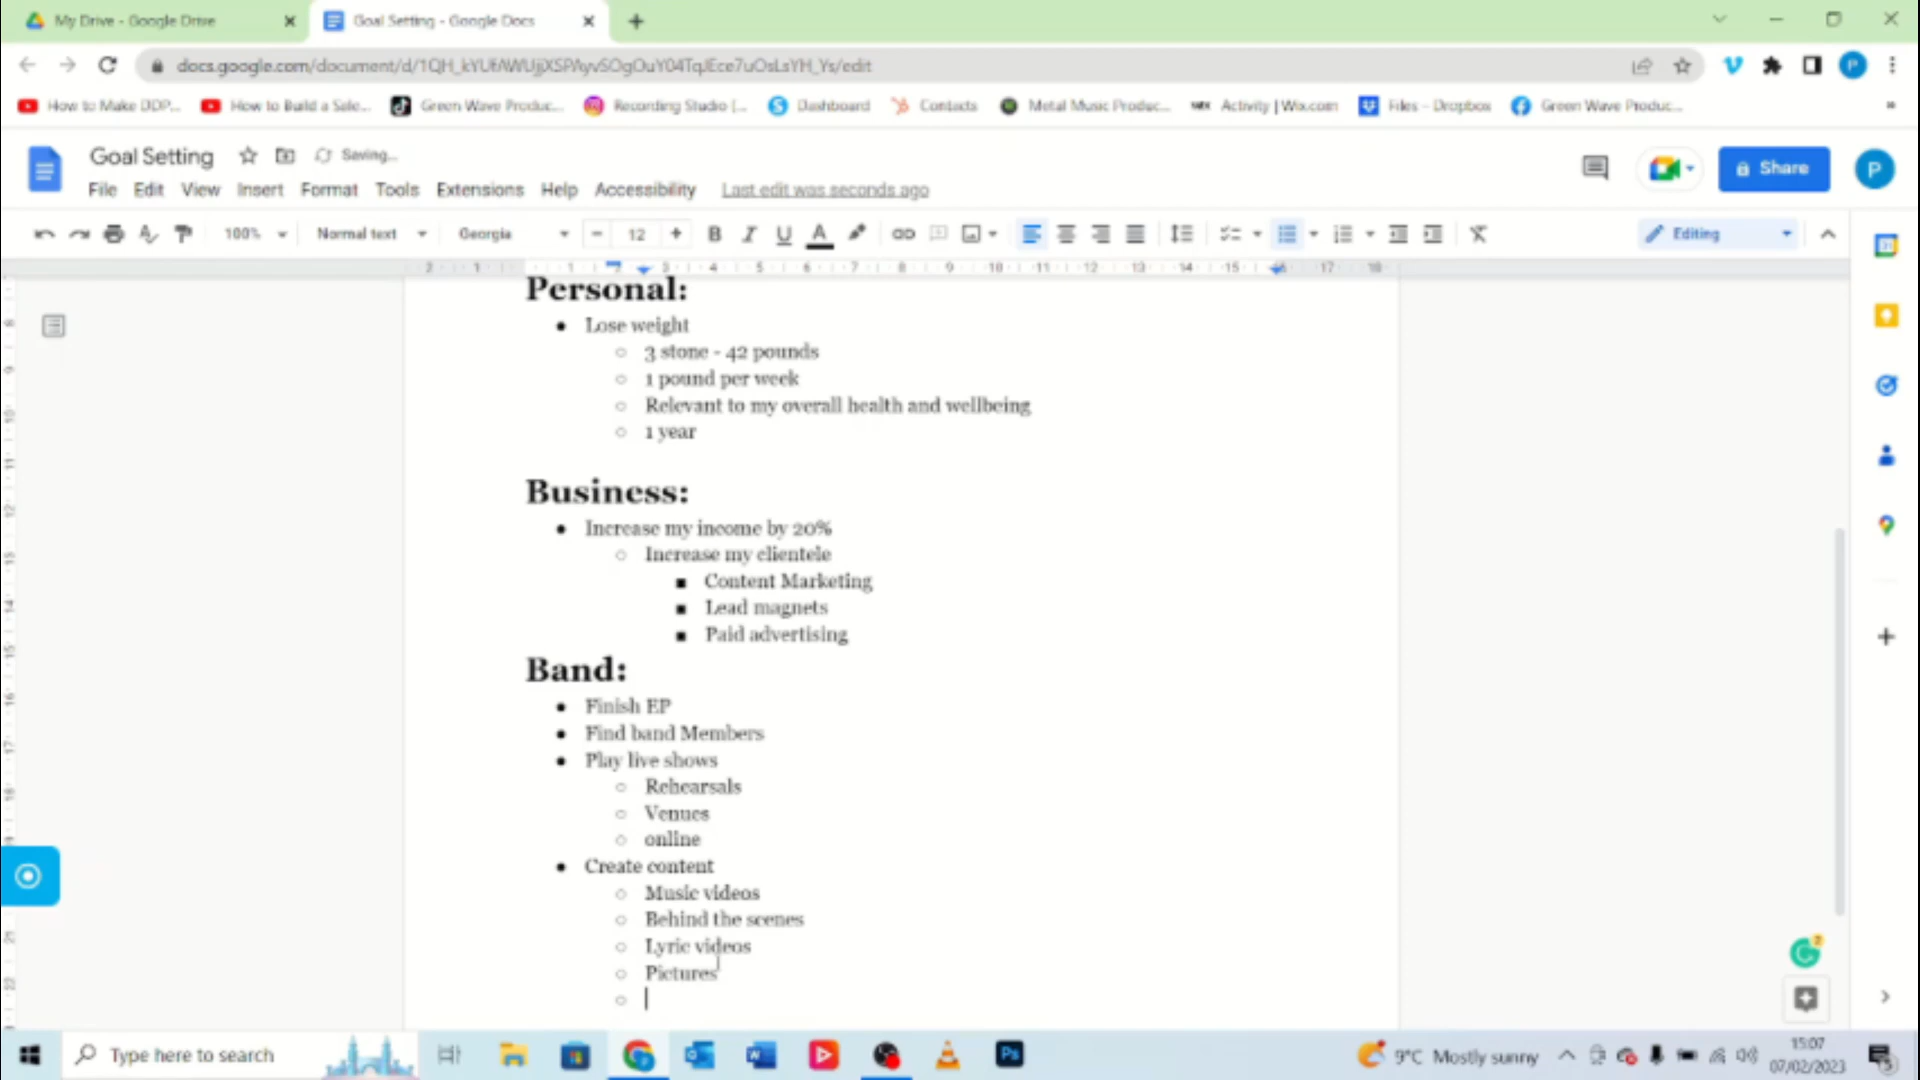 My Drive - Google Drive
Goal Setting - Google Docs
How to Make DDP...
How to Build a Sale...
Green Wave Produc...
Recording Studio (...
Dashboard
Contacts
Metal Music Produc...
Activity | Wix.com
Files - Dropbox
Green Wave Produc...
Goal Setting
Saving...
File Edit View Insert Format Tools Extensions Help Accessibility
Last edit was seconds ago
Share
P
100%
Normal text
Georgia
12
Editing
Personal:
Lose weight
3 stone - 42 pounds
1 pound per week
Relevant to my overall health and wellbeing
1 year
Business:
Increase my income by 20%
Increase my clientele
Content Marketing
Lead magnets
Paid advertising
Band:
Finish EP
Find band Members
Play live shows
Rehearsals
Venues
online
Create content
Music videos
Behind the scenes
Lyric videos
Pictures
Type here to search
9°C Mostly sunny
15:07
07/02/2023